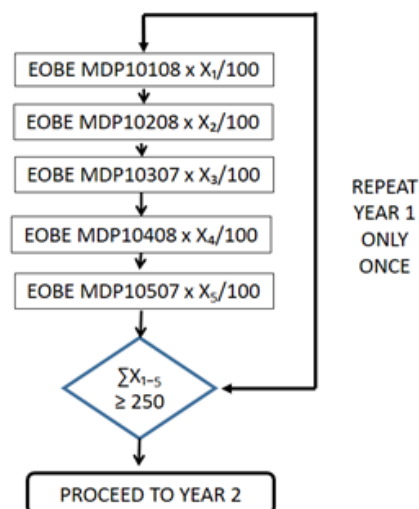 EOBE MDP10108 x X₁/100
EOBE MDP10208 x X₂/100
EOBE MDP10307 x X₃/100
EOBE MDP10408 x X₄/100
EOBE MDP10507 x X₅/100
∑X₁₋₅
≥ 250
PROCEED TO YEAR 2
REPEAT
YEAR 1
ONLY
ONCE